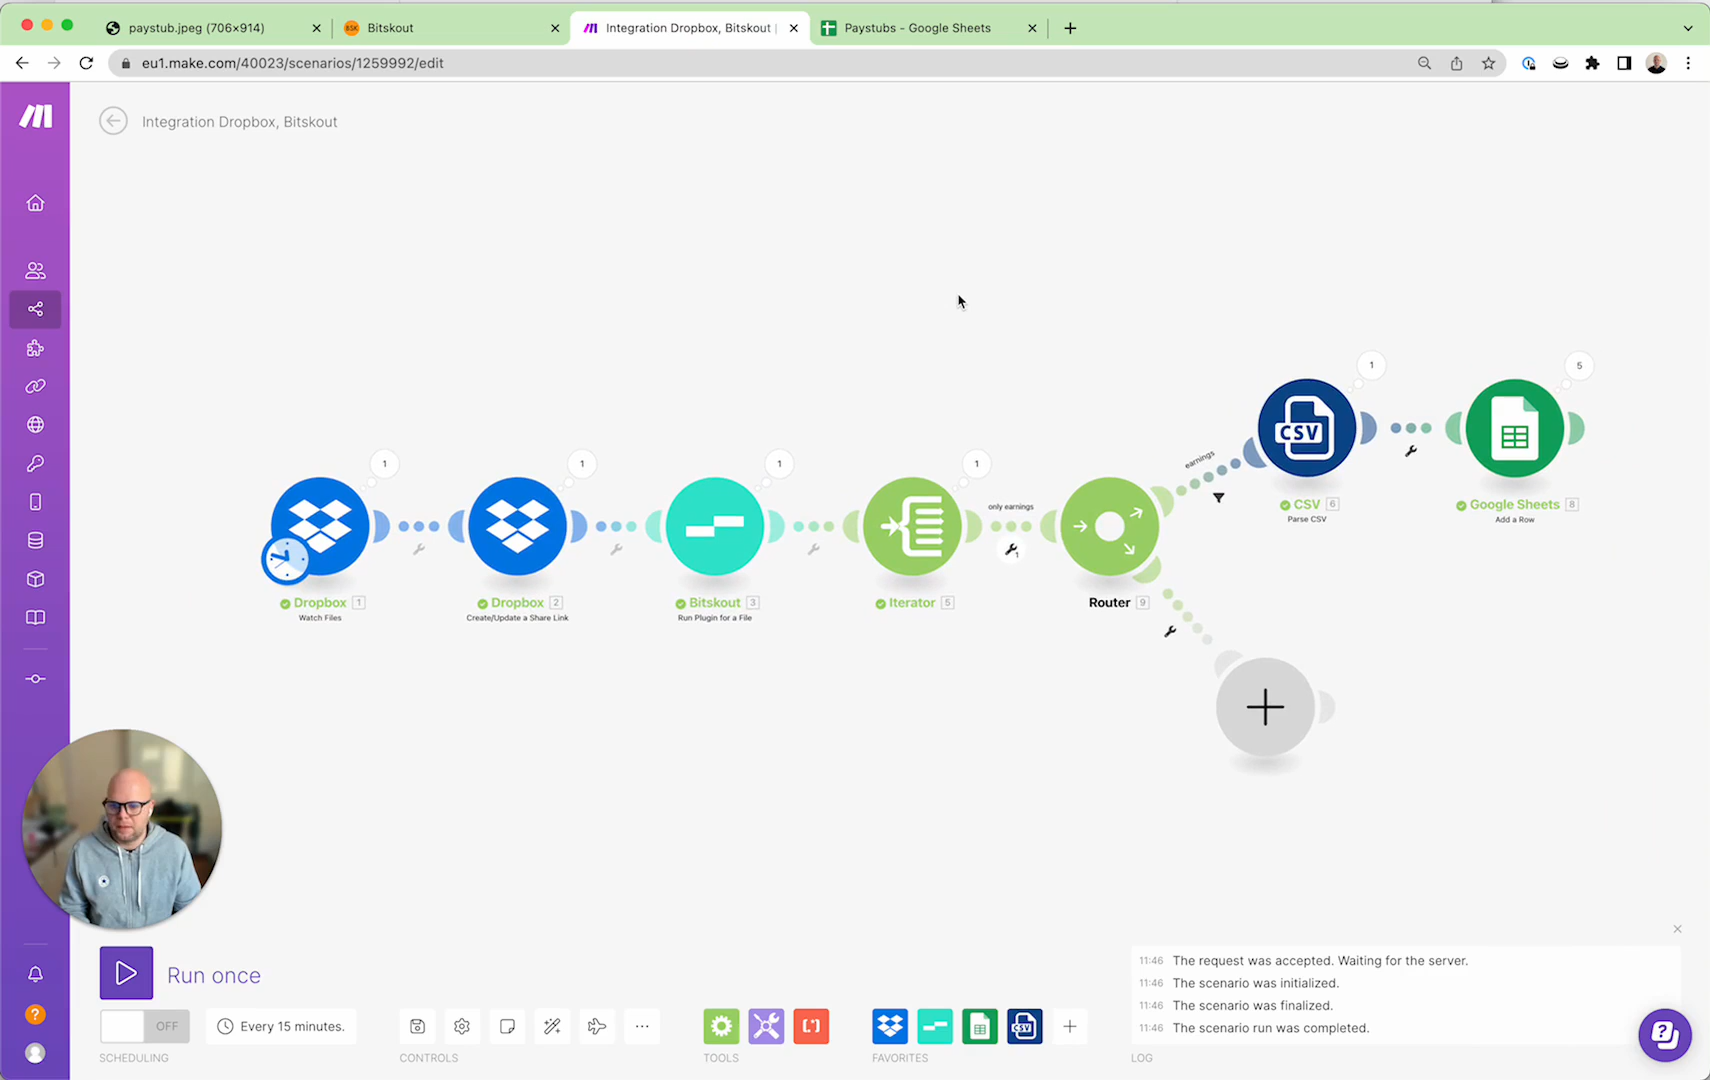 paystub.jpeg (706×914)
BSK
Bitskout
Integration Dropbox, Bitskout |
Paystubs - Google Sheets
eu1.make.com/40023/scenarios/1259992/edit
Integration Dropbox, Bitskout
1
5
1
1
1
1
earnings
only earnings
1
CSV
CSV 6
Parse CSV
Google Sheets 8
Add a Row
Dropbox 1
Watch Files
Dropbox 2
Create/Update a Share Link
Bitskout 3
Run Plugin for a File
Iterator 5
Router 9
Run once
OFF
Every 15 minutes.
CSV
SCHEDULING
CONTROLS
TOOLS
FAVORITES
11:46 The request was accepted. Waiting for the server.
11:46 The scenario was initialized.
11:46 The scenario was finalized.
11:46 The scenario run was completed.
LOG